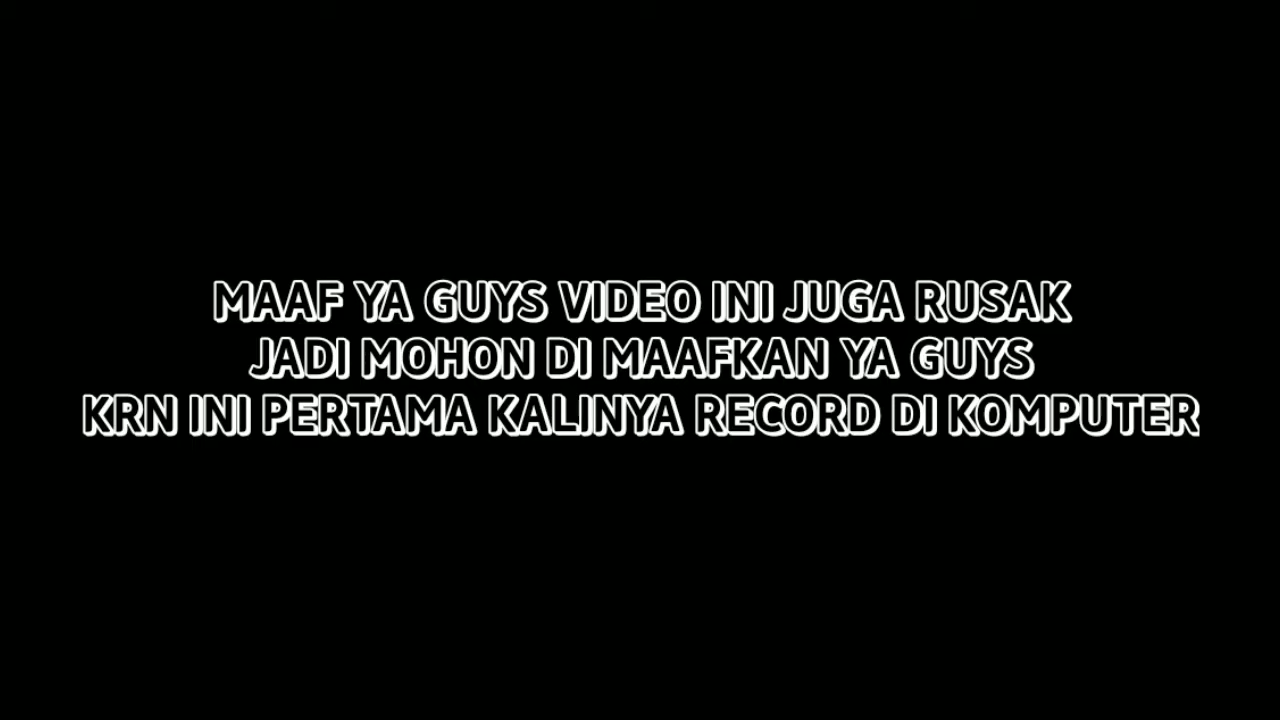 MAAF YA GUYS VIDEO INI JUGA RUSAK
JADI MOHON DI MAAFKAN YA GUYS
KRN INI PERTAMA KALINYA RECORD DI KOMPUTER